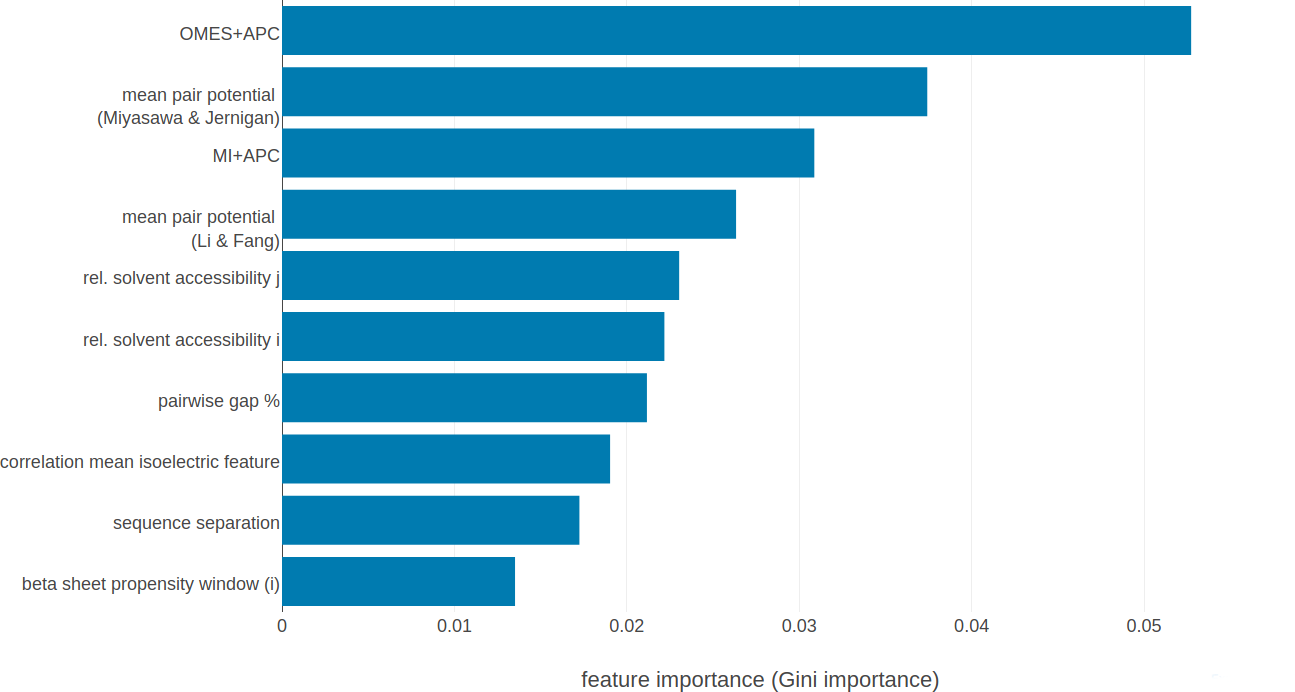 OMES+APC
mean pair potential
(Miyasawa & Jernigan)
MI+APC
mean pair potential
(Li & Fang)
rel. solvent accessibility j
rel. solvent accessibility i
pairwise gap %
correlation mean isoelectric feature
sequence separation
beta sheet propensity window (i)
0 0.01 0.02 0.03 0.04 0.05
feature importance (Gini importance)